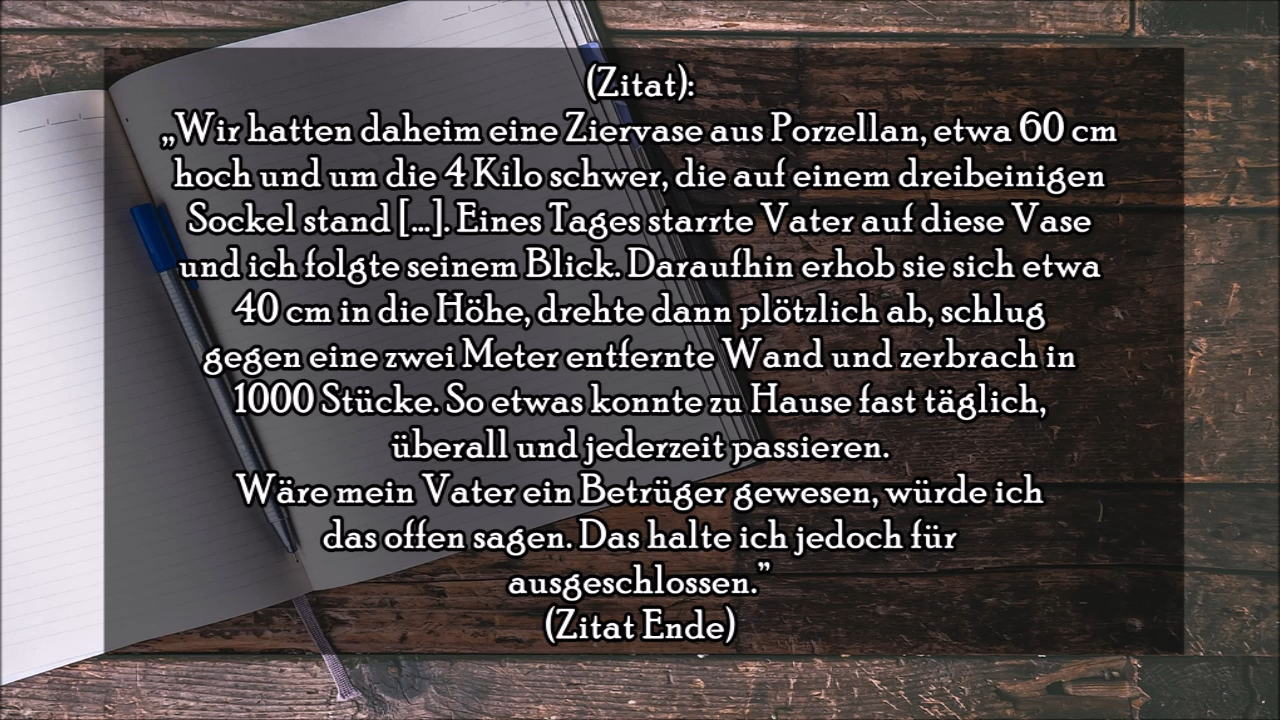 (Zitat):
„Wir hatten daheim eine Ziervase aus Porzellan, etwa 60 cm
hoch und um die 4 Kilo schwer, die auf einem dreibeinigen
Sockel stand [...]. Eines Tages starrte Vater auf diese Vase
und ich folgte seinem Blick. Daraufhin erhob sie sich etwa
40 cm in die Höhe, drehte dann plötzlich ab, schlug
gegen eine zwei Meter entfernte Wand und zerbrach in
1000 Stücke. So etwas konnte zu Hause fast täglich,
überall und jederzeit passieren.
Wäre mein Vater ein Betrüger gewesen, würde ich
das offen sagen. Das halte ich jedoch für
ausgeschlossen.”
(Zitat Ende)